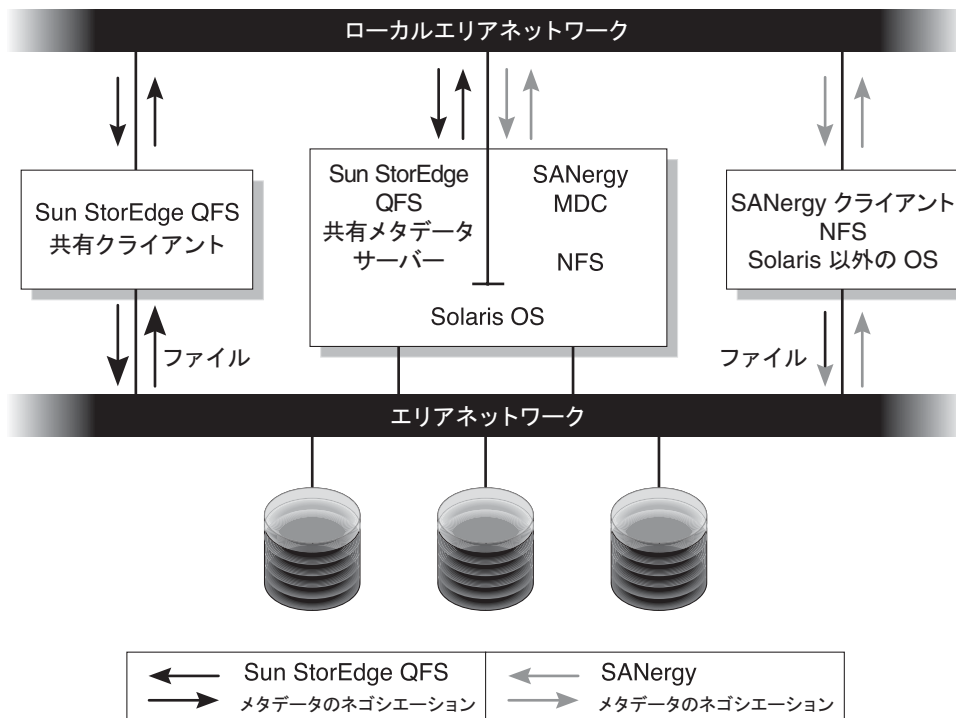 ローカルエリアネットワーク
Sun StorEdge QFS
共有クライアント
Sun StorEdge
QFS
共有メタデータ
サーバー
SANergy
MDC
NFS
Solaris OS
SANergy クライアント
NFS
Solaris 以外の OS
ファイル
ファイル
エリアネットワーク
Sun StorEdge QFS
メタデータのネゴシエーション
SANergy
メタデータのネゴシエーション